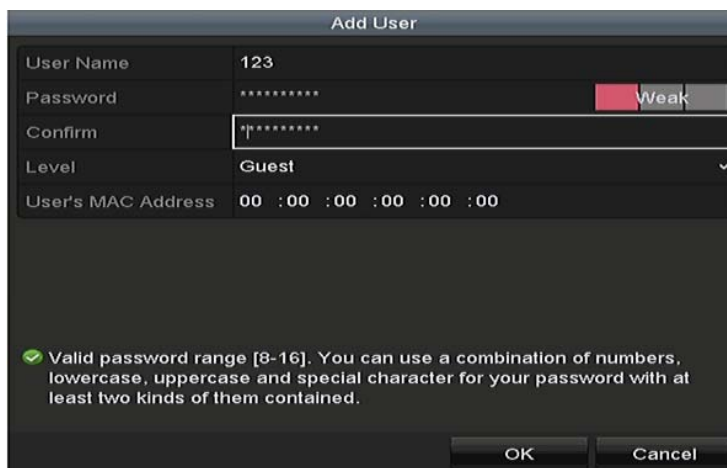 Add User
User Name 123
Password ********** Weak
Confirm **********
Level Guest
User's MAC Address 00 :00 :00 :00 :00 :00
Valid password range [8-16]. You can use a combination of numbers,
lowercase, uppercase and special character for your password with at
least two kinds of them contained.
OK Cancel